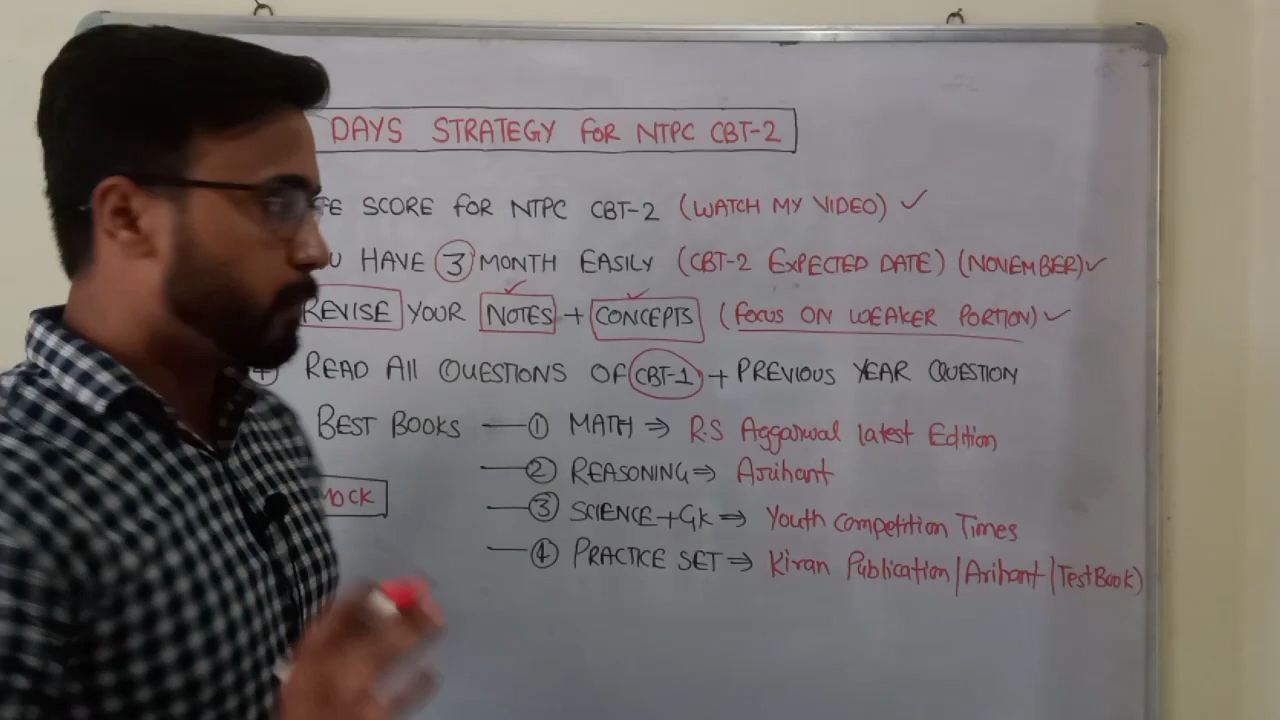 DAYS STRATEGY FOR NTPC CBT-2
SCORE FOR NTPC CBT-2 (WATCH MY VIDEO) ✓
HAVE 3 MONTH EASILY (CBT-2 EXPECTED DATE) (NOVEMBER) ✓
REVISE YOUR NOTES + CONCEPTS (FOCUS ON WEAKER PORTION) ✓
④ READ All QUESTIONS OF CBT-1 + PREVIOUS YEAR QUESTION
BEST BOOKS — ① MATH ⇒ R.S Aggarwal latest Edition
— ② REASONING ⇒ Arihant
MOCK
— ③ SCIENCE + GK ⇒ Youth Competition Times
— ④ PRACTICE SET ⇒ Kiran Publication | Arihant | TestBook)